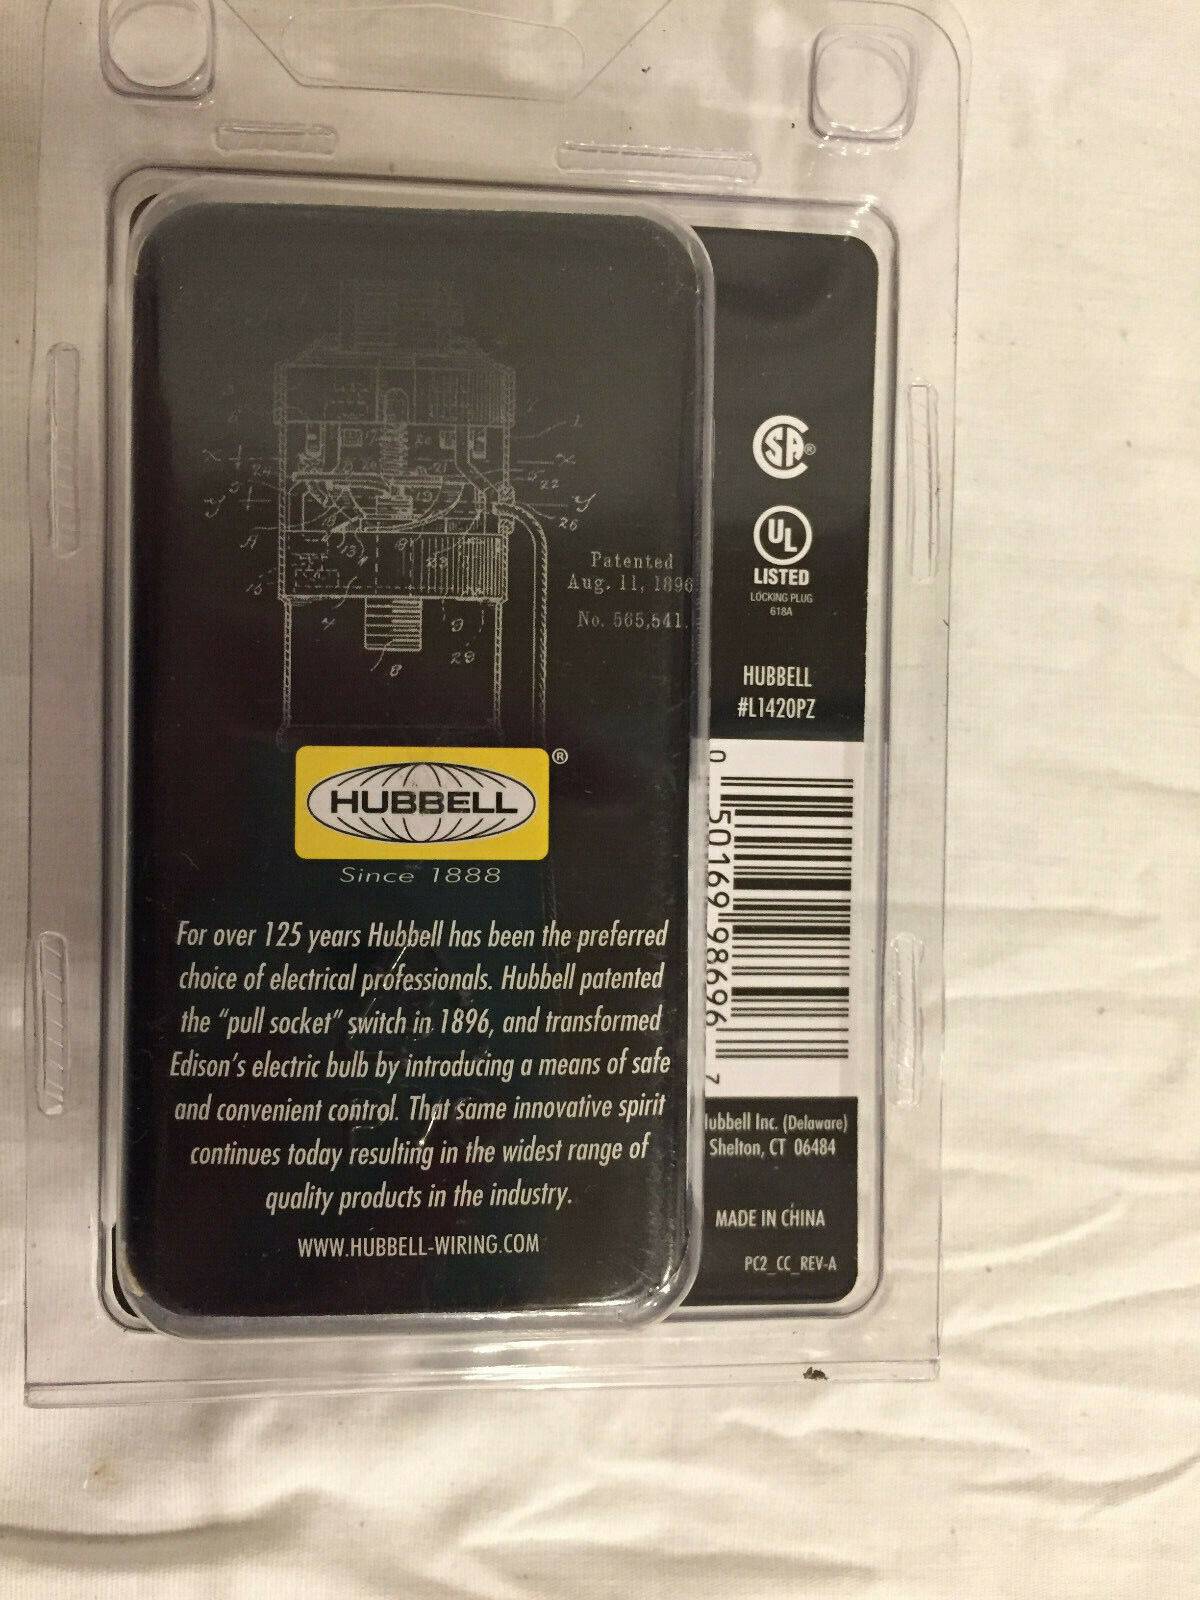 Patented
Aug. 11, 1896
No. 565,541.
HUBBELL ®
Since 1888
For over 125 years Hubbell has been the preferred
choice of electrical professionals. Hubbell patented
the “pull socket” switch in 1896, and transformed
Edison’s electric bulb by introducing a means of safe
and convenient control. That same innovative spirit
continues today resulting in the widest range of
quality products in the industry.
WWW.HUBBELL-WIRING.COM
SA ®
UL
LISTED
LOCKING PLUG
618A
HUBBELL
#L1420PZ
0 50169 98696 7
ubbell Inc. (Delaware)
Shelton, CT 06484
MADE IN CHINA
PC2_CC_REV-A